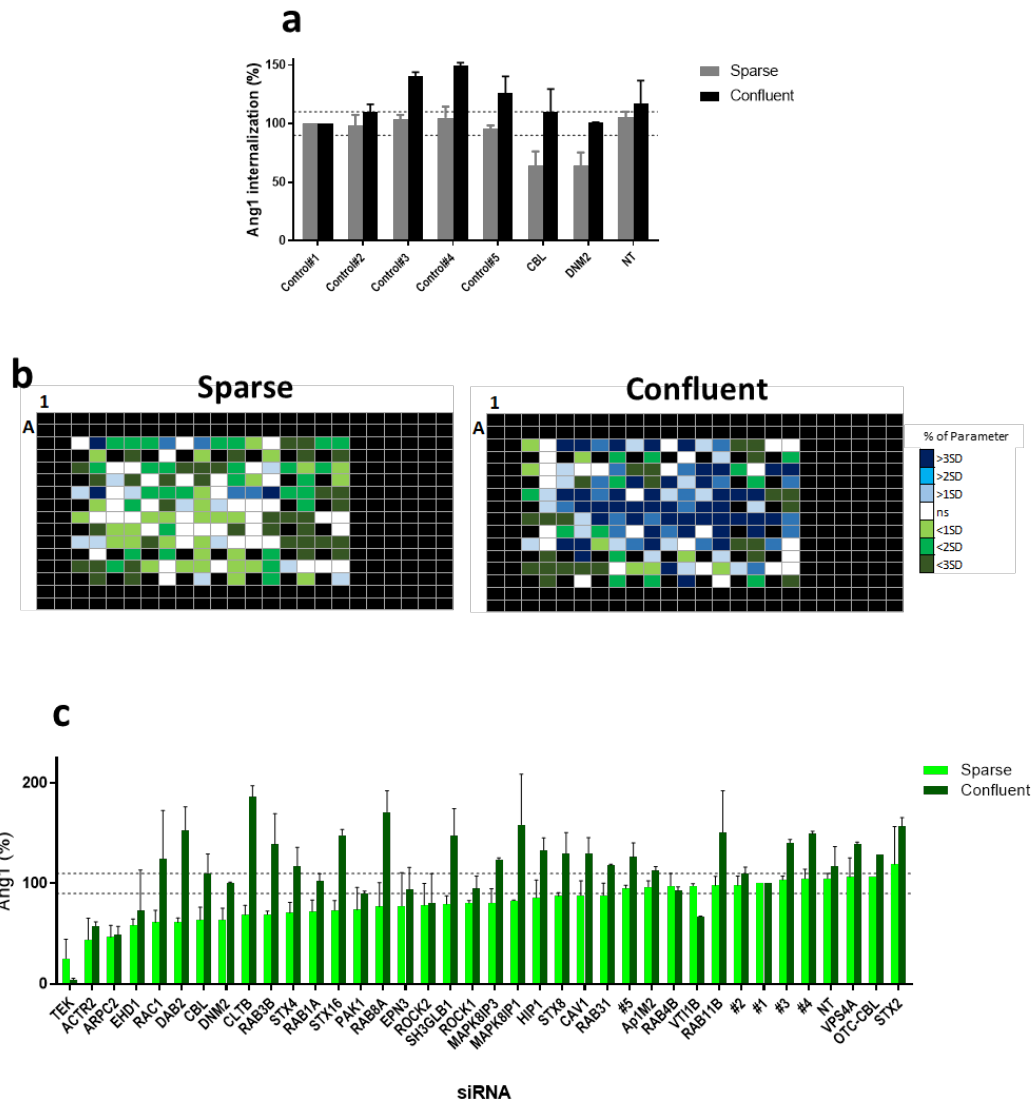 a
Ang1 internalization (%)
150
100
50
0
Control#1
Control#2
Control#3
Control#4
Control#5
CBL
DNM2
NT
Sparse
Confluent
b
Sparse
1
A
Confluent
1
A
% of Parameter
>3SD
>2SD
>1SD
ns
<1SD
<2SD
<3SD
c
Ang1 (%)
200
100
0
TEK
ACTR2
ARPC2
EHD1
RAC1
DAB2
CBL
DNM2
CLTB
RAB3B
STX4
RAB1A
STX16
PAK1
RAB8A
EPN3
ROCK2
SH3GLB1
ROCK1
MAPK8IP3
MAPK8IP1
HIP1
STX8
CAV1
RAB31
#5
Ap1M2
RAB4B
VTI1B
RAB11B
#2
#1
#3
#4
NT
VPS4A
OTC-CBL
STX2
Sparse
Confluent
siRNA